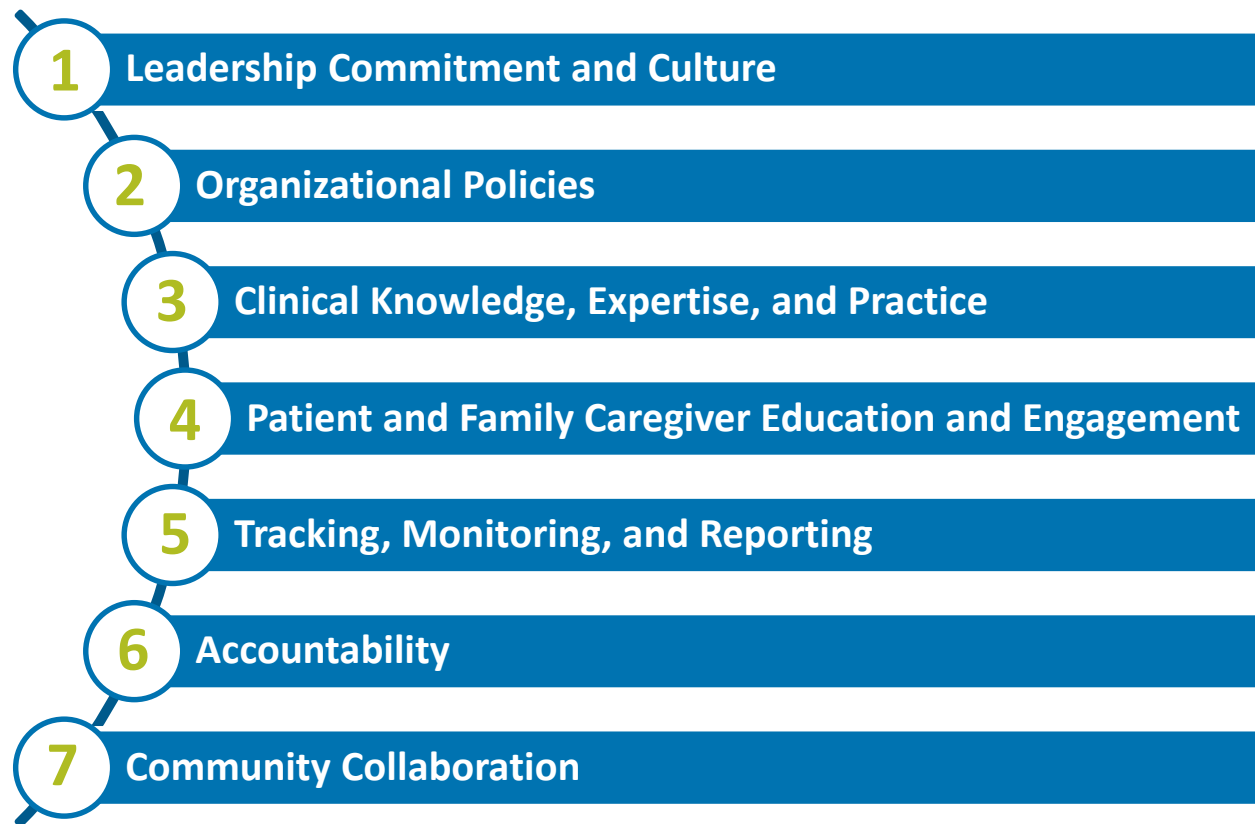 1 Leadership Commitment and Culture
2 Organizational Policies
3 Clinical Knowledge, Expertise, and Practice
4 Patient and Family Caregiver Education and Engagement
5 Tracking, Monitoring, and Reporting
6 Accountability
7 Community Collaboration